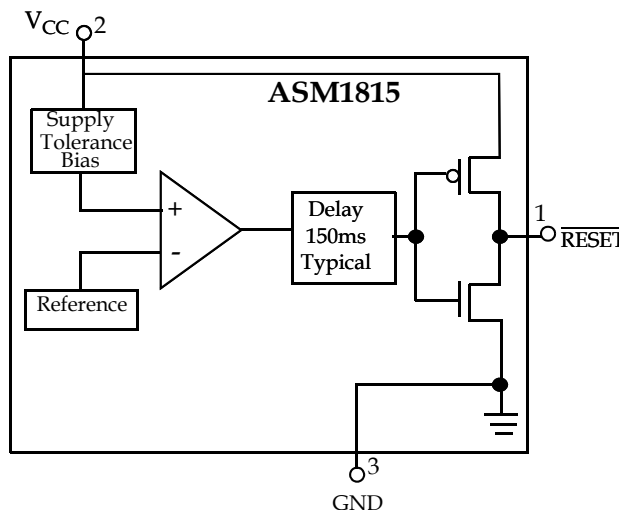 VCC 2
ASM1815
Supply
Tolerance
Bias
+
-
Reference
Delay
150ms
Typical
1
RESET
3
GND